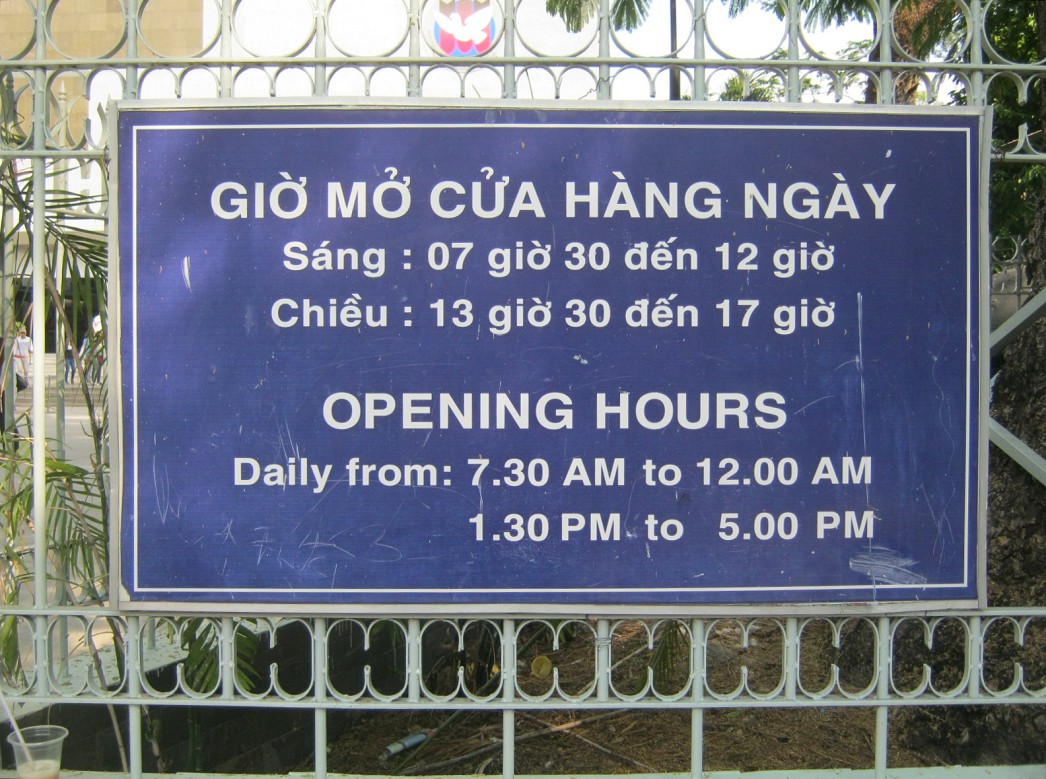 GIỜ MỞ CỬA HÀNG NGÀY
Sáng : 07 giờ 30 đến 12 giờ
Chiều : 13 giờ 30 đến 17 giờ
OPENING HOURS
Daily from: 7.30 AM to 12.00 AM
1.30 PM to 5.00 PM